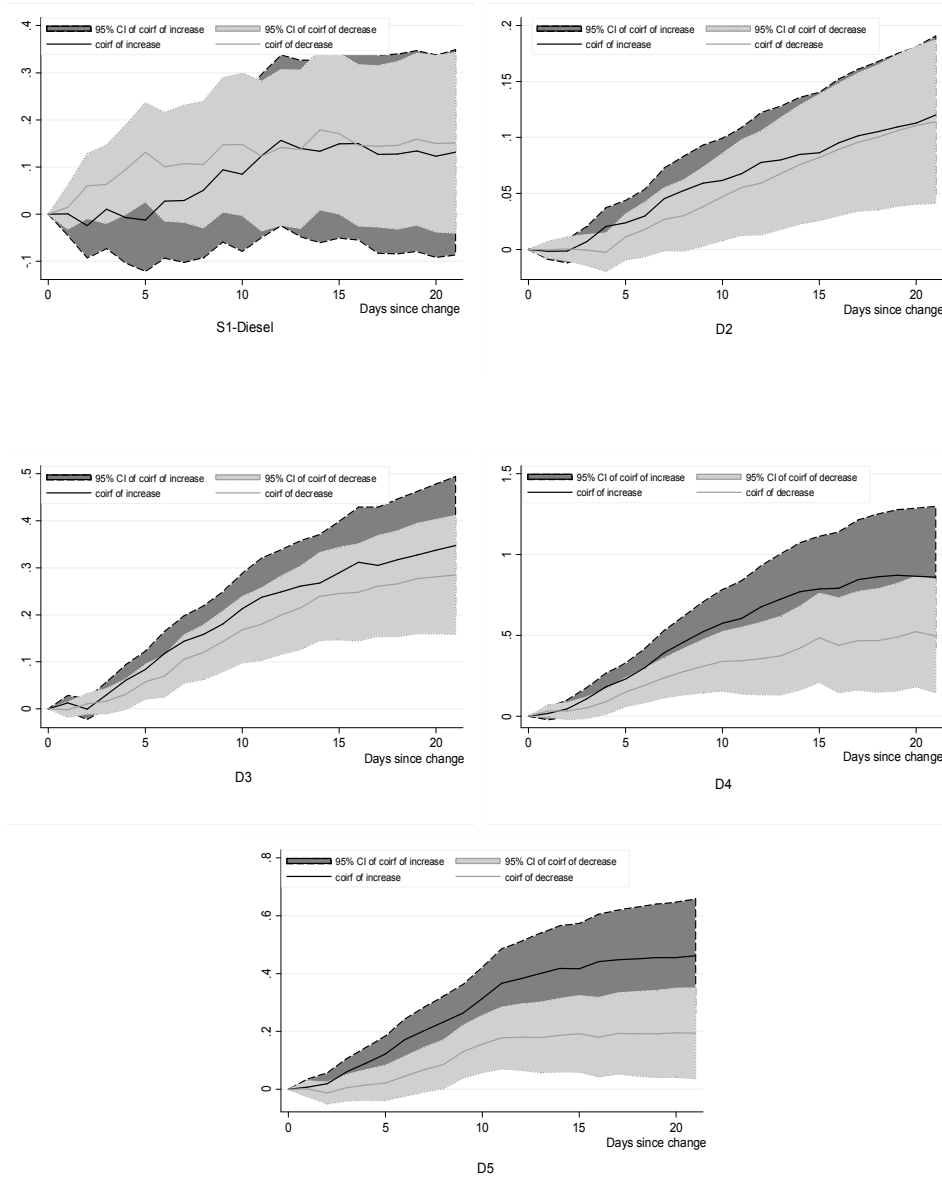 .4
.3
.2
.1
0
-.1
95% CI of coirf of increase 95% CI of coirf of decrease
coirf of increase coirf of decrease
0 5 10 15 20
Days since change
S1-Diesel
.2
.15
.1
.05
0
95% CI of coirf of increase 95% CI of coirf of decrease
coirf of increase coirf of decrease
0 5 10 15 20
Days since change
D2
.5
.4
.3
.2
.1
0
95% CI of coirf of increase 95% CI of coirf of decrease
coirf of increase coirf of decrease
0 5 10 15 20
Days since change
D3
1.5
1
.5
0
95% CI of coirf of increase 95% CI of coirf of decrease
coirf of increase coirf of decrease
0 5 10 15 20
Days since change
D4
.8
.6
.4
.2
0
95% CI of coirf of increase 95% CI of coirf of decrease
coirf of increase coirf of decrease
0 5 10 15 20
Days since change
D5